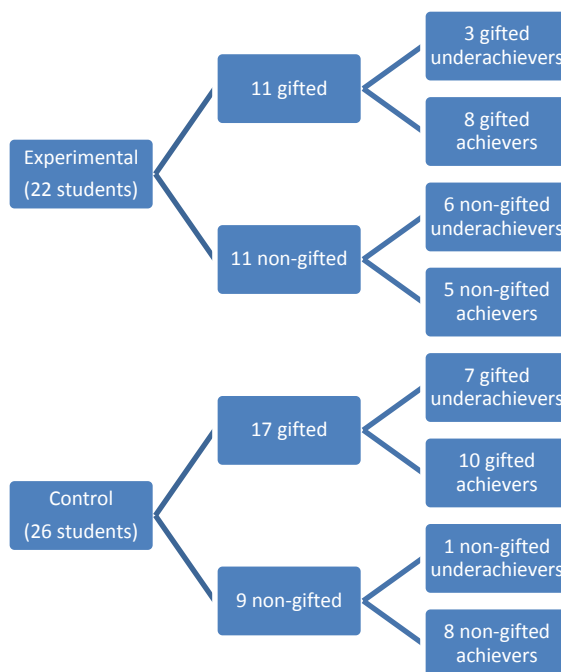 3 gifted
underachievers
11 gifted
8 gifted
achievers
Experimental
(22 students)
6 non-gifted
underachievers
11 non-gifted
5 non-gifted
achievers
7 gifted
underachievers
17 gifted
10 gifted
achievers
Control
(26 students)
1 non-gifted
underachievers
9 non-gifted
8 non-gifted
achievers